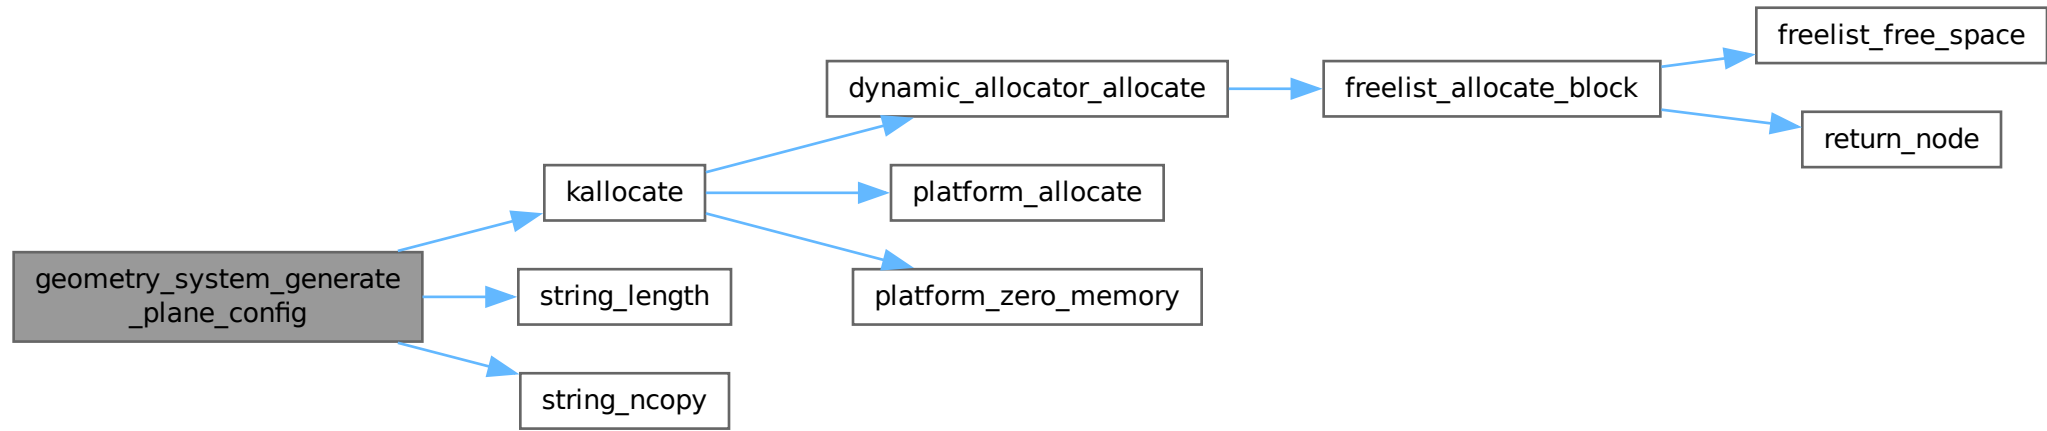 geometry_system_generate
_plane_config
kallocate
string_length
string_ncopy
dynamic_allocator_allocate
platform_allocate
platform_zero_memory
freelist_allocate_block
freelist_free_space
return_node